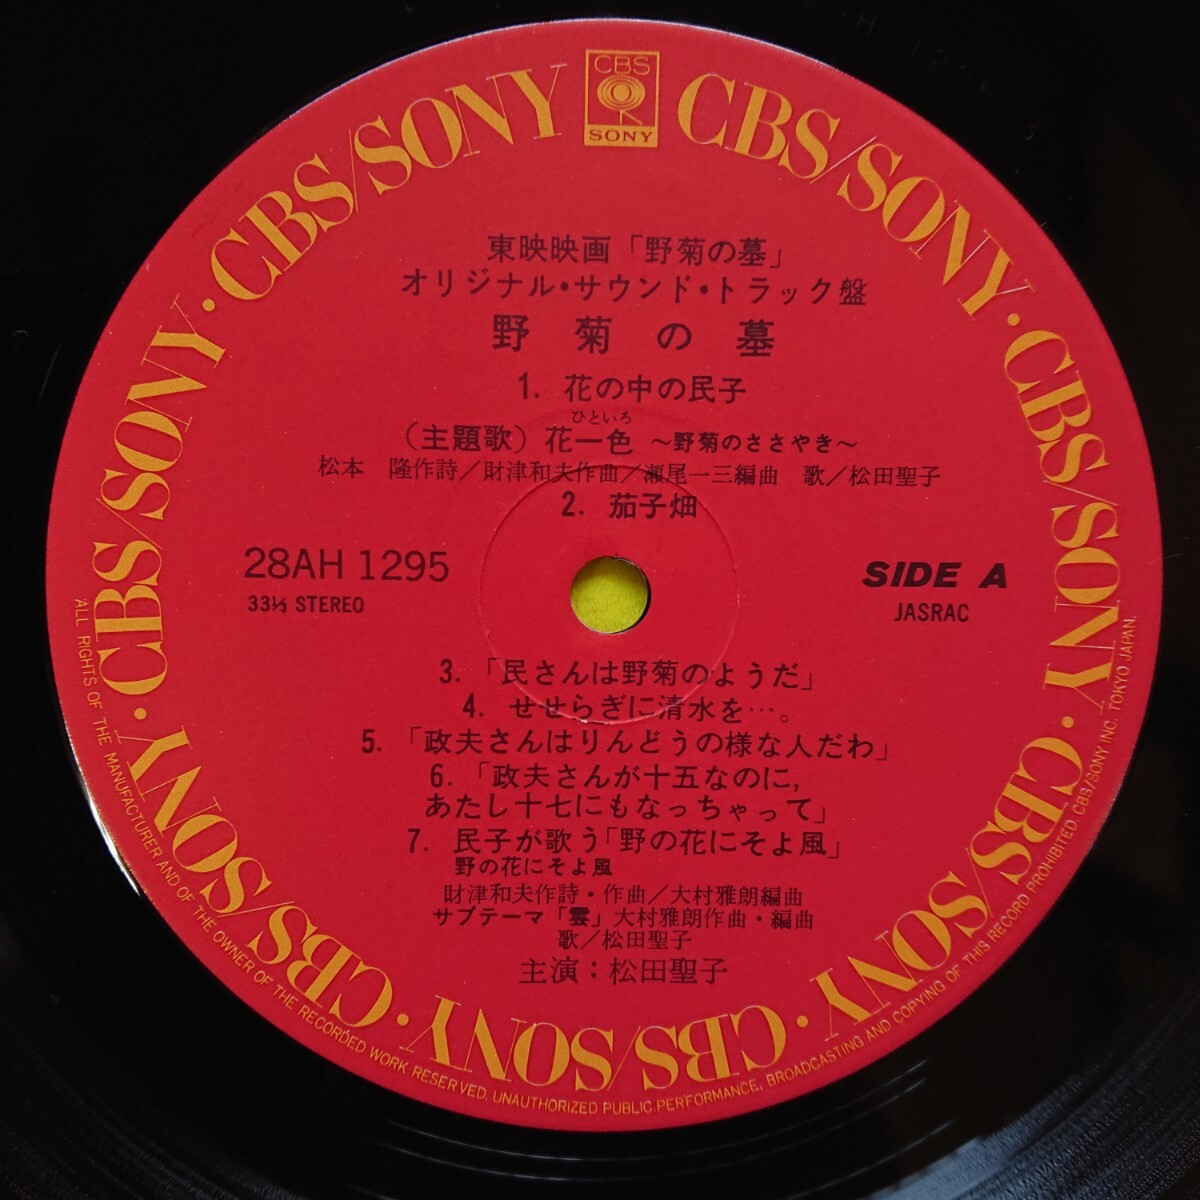 CBS
SONY
CBS/SONY · CBS/SONY · CBS/SONY · CBS/SONY · CBS/SONY · CBS/SONY · CBS/SONY · CBS/SONY · CBS/SONY · CBS/SONY
東映映画「野菊の墓」
オリジナル・サウンド・トラック盤
野菊の墓
1. 花の中の民子
ひといろ
(主題歌) 花一色 〜野菊のささやき〜
松本 隆作詩/財津和夫作曲/瀬尾一三編曲 歌/松田聖子
2. 茄子畑
28AH 1295
SIDE A
33⅓ STEREO
JASRAC
3. 「民さんは野菊のようだ」
4. せせらぎに清水を…。
5. 「政夫さんはりんどうの様な人だわ」
6. 「政夫さんが十五なのに,
あたし十七にもなっちゃって」
7. 民子が歌う「野の花にそよ風」
野の花にそよ風
財津和夫作詩・作曲/大村雅朗編曲
サブテーマ「雲」大村雅朗作曲・編曲
歌/松田聖子
主演:松田聖子
ALL RIGHTS OF THE MANUFACTURER AND OF THE OWNER OF THE RECORDED WORK RESERVED. UNAUTHORIZED PUBLIC PERFORMANCE, BROADCASTING AND COPYING OF THIS RECORD PROHIBITED. CBS/SONY INC. TOKYO JAPAN.